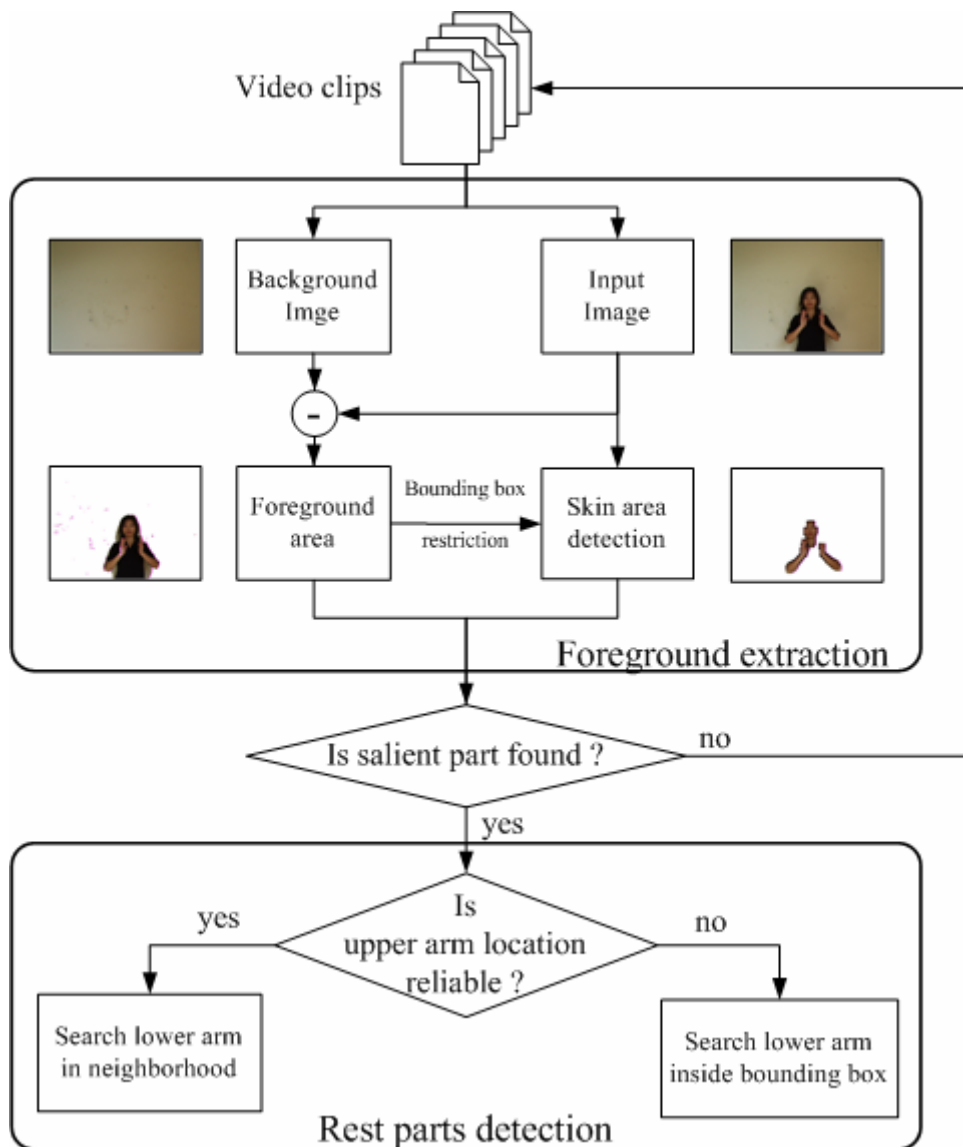 Video clips
Background
Imge
Input
Image
-
Foreground
area
Bounding box
restriction
Skin area
detection
Foreground extraction
Is salient part found ?
no
yes
Is
upper arm location
reliable ?
yes
no
Search lower arm
in neighborhood
Search lower arm
inside bounding box
Rest parts detection